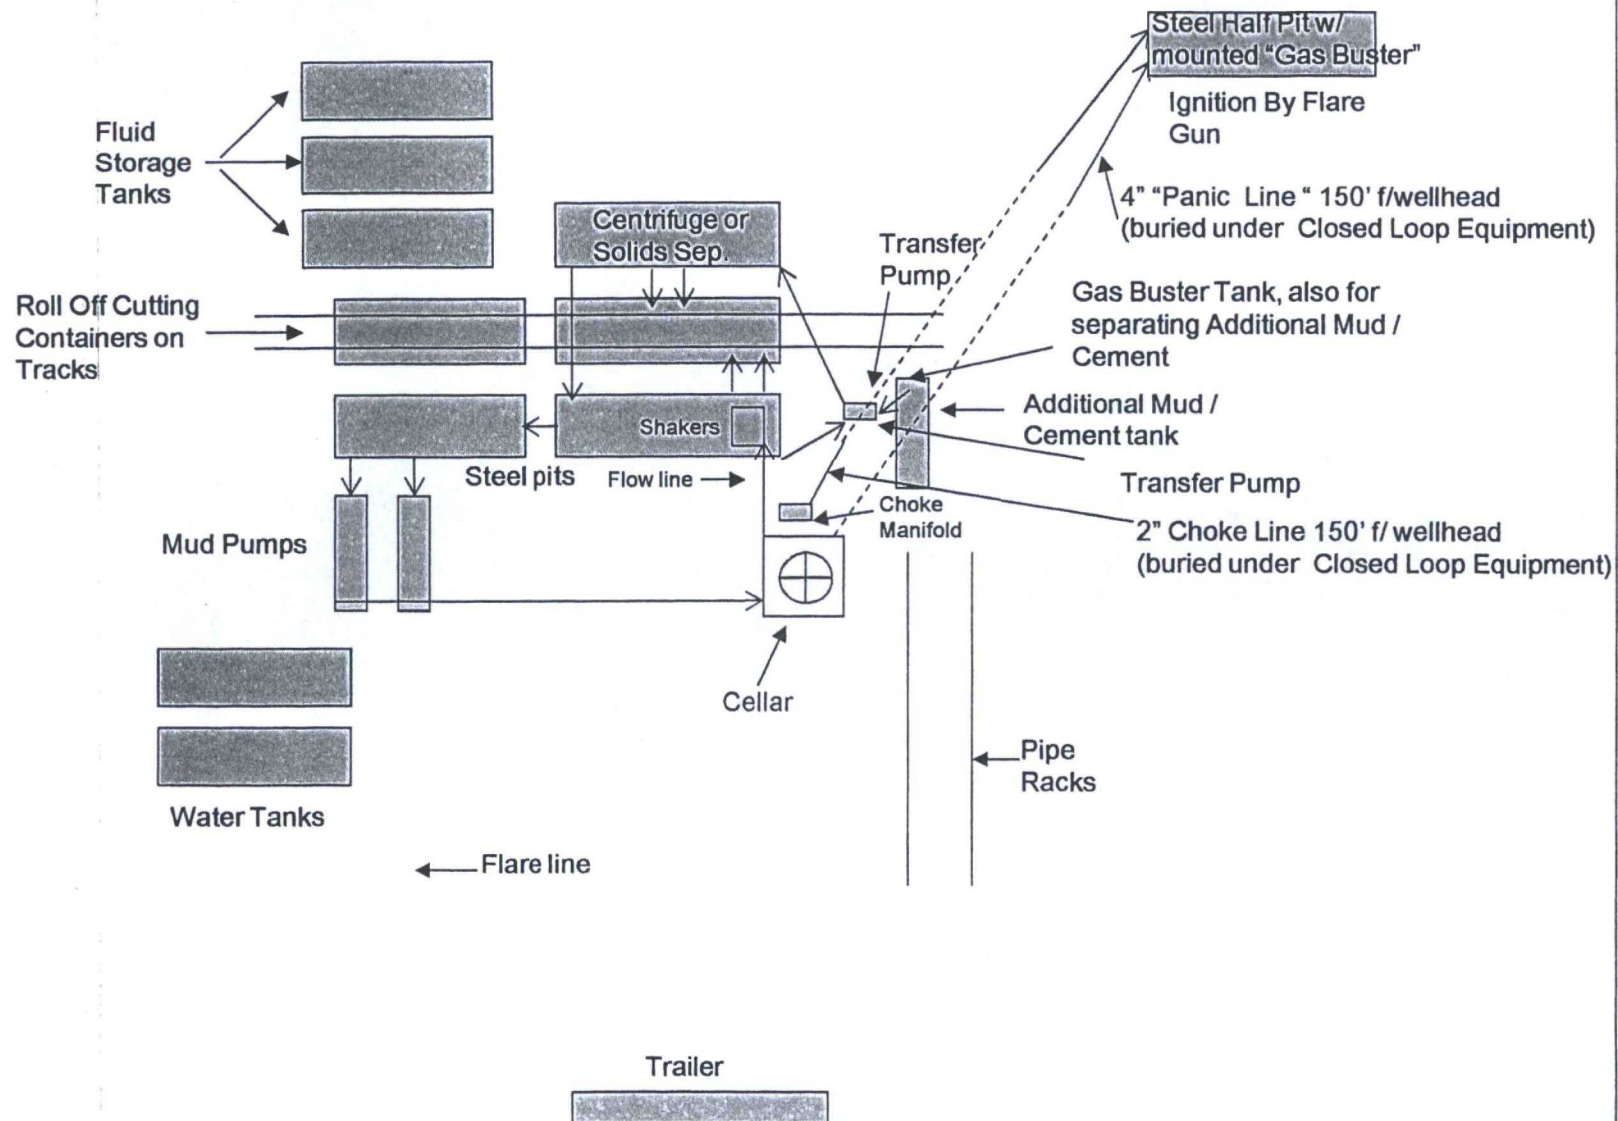 Steel Half Pit w/
mounted “Gas Buster”
Ignition By Flare
Gun
Fluid
Storage
Tanks
4” “Panic Line “ 150’ f/wellhead
(buried under Closed Loop Equipment)
Centrifuge or
Solids Sep.
Transfer
Pump
Roll Off Cutting
Containers on
Tracks
Gas Buster Tank, also for
separating Additional Mud /
Cement
Additional Mud /
Cement tank
Shakers
Steel pits
Flow line
Transfer Pump
Choke
Manifold
2” Choke Line 150’ f/ wellhead
(buried under Closed Loop Equipment)
Mud Pumps
Cellar
Pipe
Racks
Water Tanks
Flare line
Trailer